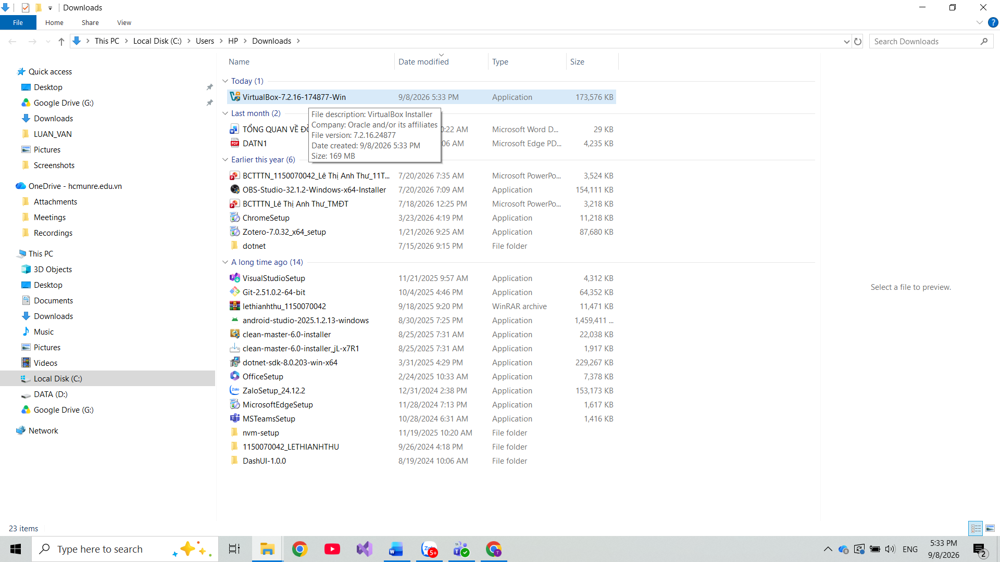 Downloads
File Home Share View
This PC Local Disk (C:) Users HP Downloads
Search Downloads
Name Date modified Type Size
Quick access
Desktop
Google Drive (G:)
Downloads
LUAN_VAN
Pictures
Screenshots
OneDrive - hcmunre.edu.vn
Attachments
Meetings
Recordings
This PC
3D Objects
Desktop
Documents
Downloads
Music
Pictures
Videos
Local Disk (C:)
DATA (D:)
Google Drive (G:)
Network
Today (1)
VirtualBox-7.2.16-174877-Win 9/8/2026 5:33 PM Application 173,576 KB
Last month (2)
TỔNG QUAN VỀ 0:22 AM Microsoft Word D... 29 KB
DATN1 06 AM Microsoft Edge PD... 4,235 KB
File description: VirtualBox Installer
Company: Oracle and/or its affiliates
File version: 7.2.16.24877
Date created: 9/8/2026 5:33 PM
Size: 169 MB
Earlier this year (6)
BCTTTN_1150070042_Lê Thị Anh Thư_11T... 7/20/2026 7:35 AM Microsoft PowerPo... 3,524 KB
OBS-Studio-32.1.2-Windows-x64-Installer 7/20/2026 7:09 AM Application 154,111 KB
BCTTTN_Lê Thị Anh Thư_TMĐT 7/18/2026 12:25 PM Microsoft PowerPo... 3,218 KB
ChromeSetup 3/23/2026 4:19 PM Application 11,218 KB
Zotero-7.0.32_x64_setup 1/21/2026 9:25 AM Application 87,680 KB
dotnet 7/15/2026 9:15 PM File folder
A long time ago (14)
VisualStudioSetup 11/21/2025 9:57 AM Application 4,312 KB
Git-2.51.0.2-64-bit 10/4/2025 4:46 PM Application 64,352 KB
lethianhthu_1150070042 9/18/2025 9:20 PM WinRAR archive 11,471 KB
android-studio-2025.1.2.13-windows 8/30/2025 7:25 PM Application 1,459,411 ...
clean-master-6.0-installer 8/25/2025 7:31 AM Application 22,038 KB
clean-master-6.0-installer_jL-x7R1 8/25/2025 7:31 AM Application 1,917 KB
dotnet-sdk-8.0.203-win-x64 3/31/2025 4:29 PM Application 229,267 KB
OfficeSetup 2/24/2025 10:33 AM Application 7,378 KB
ZaloSetup_24.12.2 12/31/2024 2:38 PM Application 153,173 KB
MicrosoftEdgeSetup 11/28/2024 7:13 PM Application 1,617 KB
MSTeamsSetup 10/28/2024 6:31 AM Application 1,416 KB
nvm-setup 11/19/2025 10:20 AM File folder
1150070042_LETHIANHTHU 9/26/2024 4:18 PM File folder
DashUI-1.0.0 8/19/2024 10:06 AM File folder
Select a file to preview.
23 items
Type here to search
5+
ENG
5:33 PM
9/8/2026
2